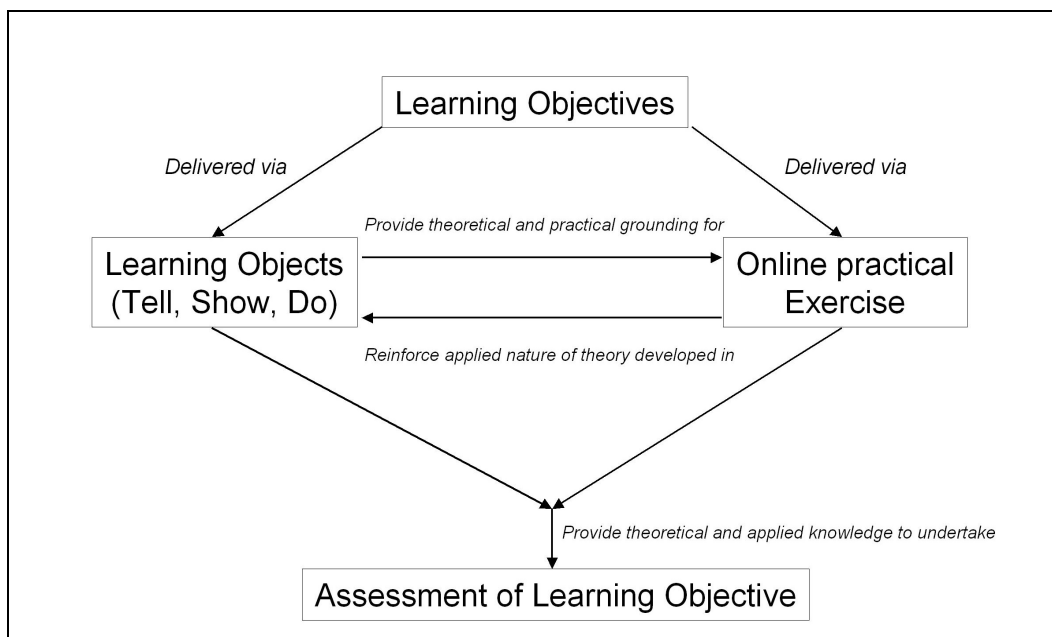 Learning Objectives
Delivered via
Delivered via
Provide theoretical and practical grounding for
Learning Objects
(Tell, Show, Do)
Online practical
Exercise
Reinforce applied nature of theory developed in
Provide theoretical and applied knowledge to undertake
Assessment of Learning Objective